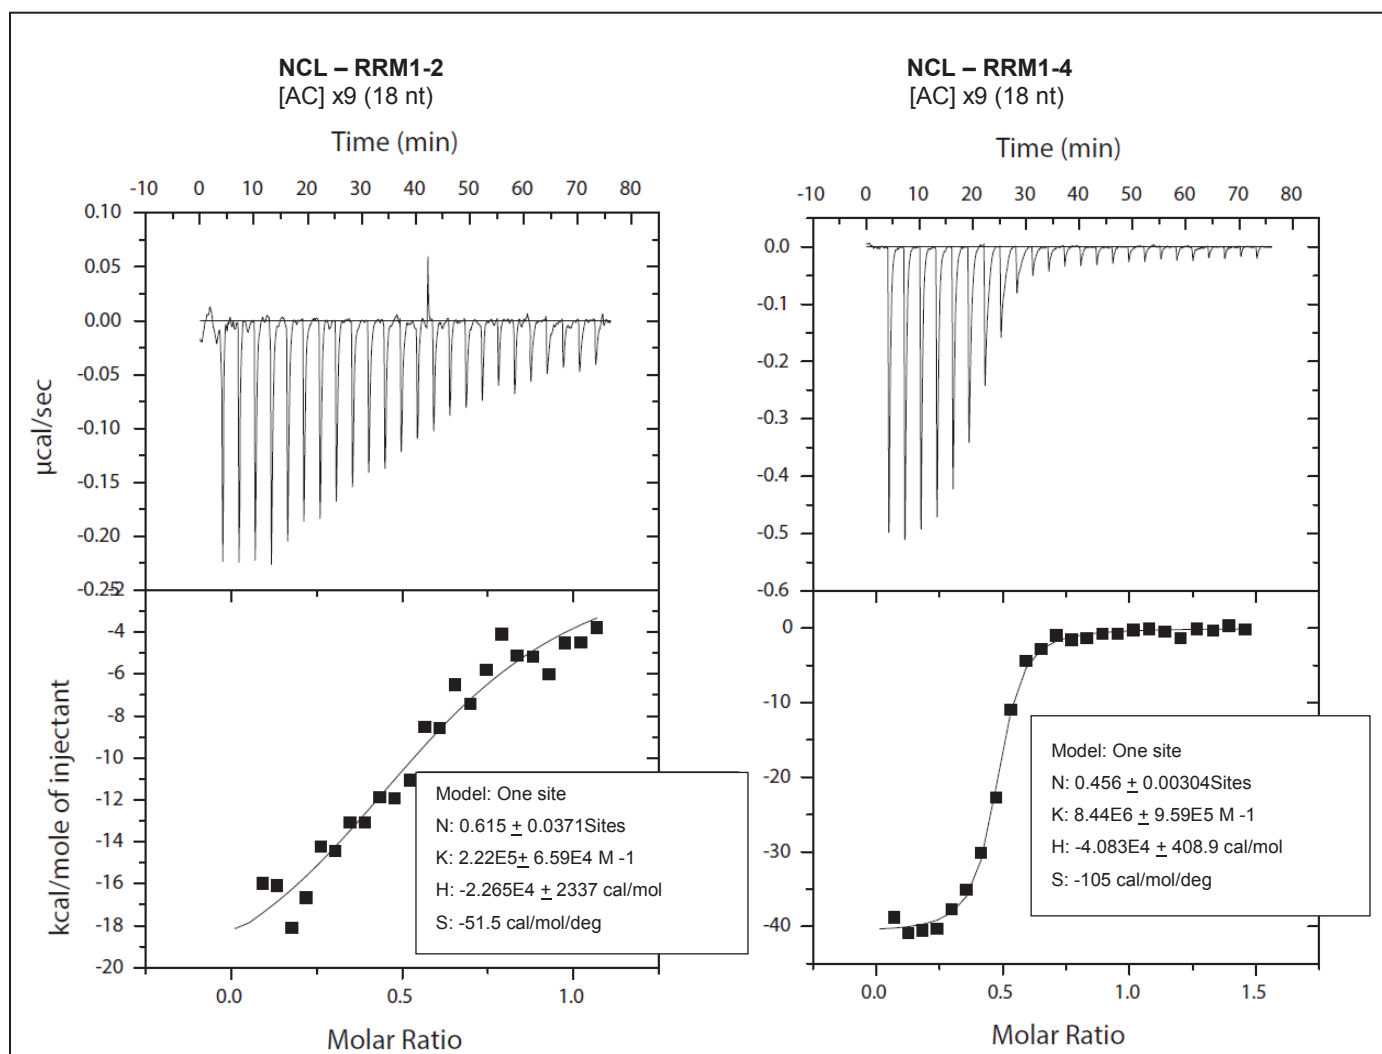 NCL – RRM1-2
[AC] x9 (18 nt)
Time (min)
-10 0 10 20 30 40 50 60 70 80
0.10
0.05
0.00
-0.05
-0.10
-0.15
-0.20
-0.25
µcal/sec
-2
-4
-6
-8
-10
-12
-14
-16
-18
-20
kcal/mole of injectant
Model: One site
N: 0.615 ± 0.0371Sites
K: 2.22E5± 6.59E4 M -1
H: -2.265E4 ± 2337 cal/mol
S: -51.5 cal/mol/deg
0.0 0.5 1.0
Molar Ratio
NCL – RRM1-4
[AC] x9 (18 nt)
Time (min)
-10 0 10 20 30 40 50 60 70 80
0.0
-0.1
-0.2
-0.3
-0.4
-0.5
-0.6
0
-10
-20
-30
-40
Model: One site
N: 0.456 ± 0.00304Sites
K: 8.44E6 ± 9.59E5 M -1
H: -4.083E4 ± 408.9 cal/mol
S: -105 cal/mol/deg
0.0 0.5 1.0 1.5
Molar Ratio